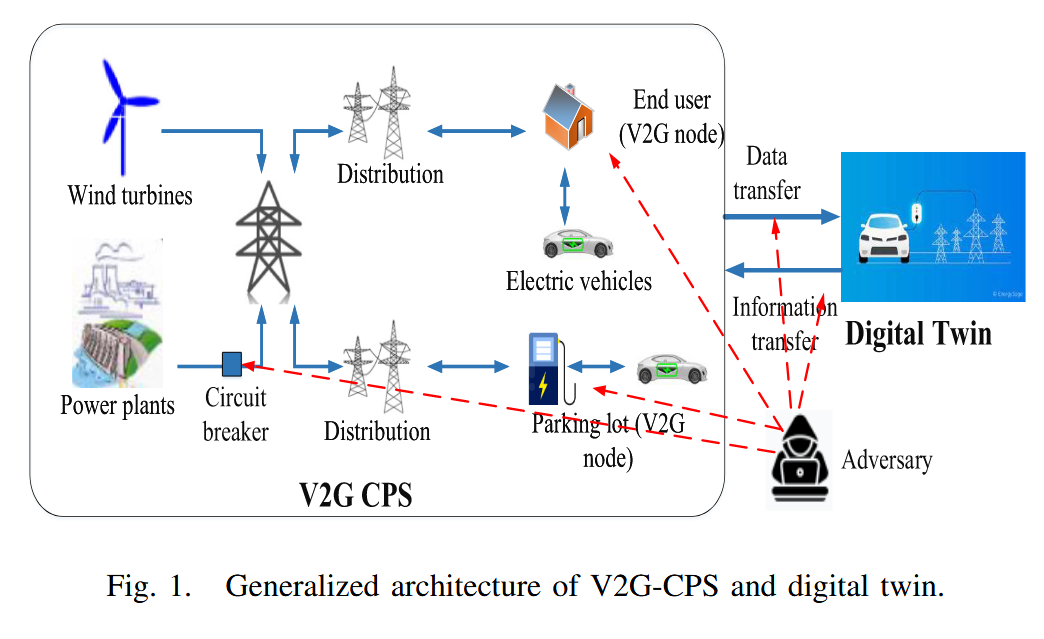 End user
(V2G node)
Wind turbines
Distribution
Electric vehicles
Data
transfer
Information
transfer
Digital Twin
Power plants
Circuit
breaker
Distribution
Parking lot (V2G
node)
Adversary
V2G CPS
Fig. 1. Generalized architecture of V2G-CPS and digital twin.